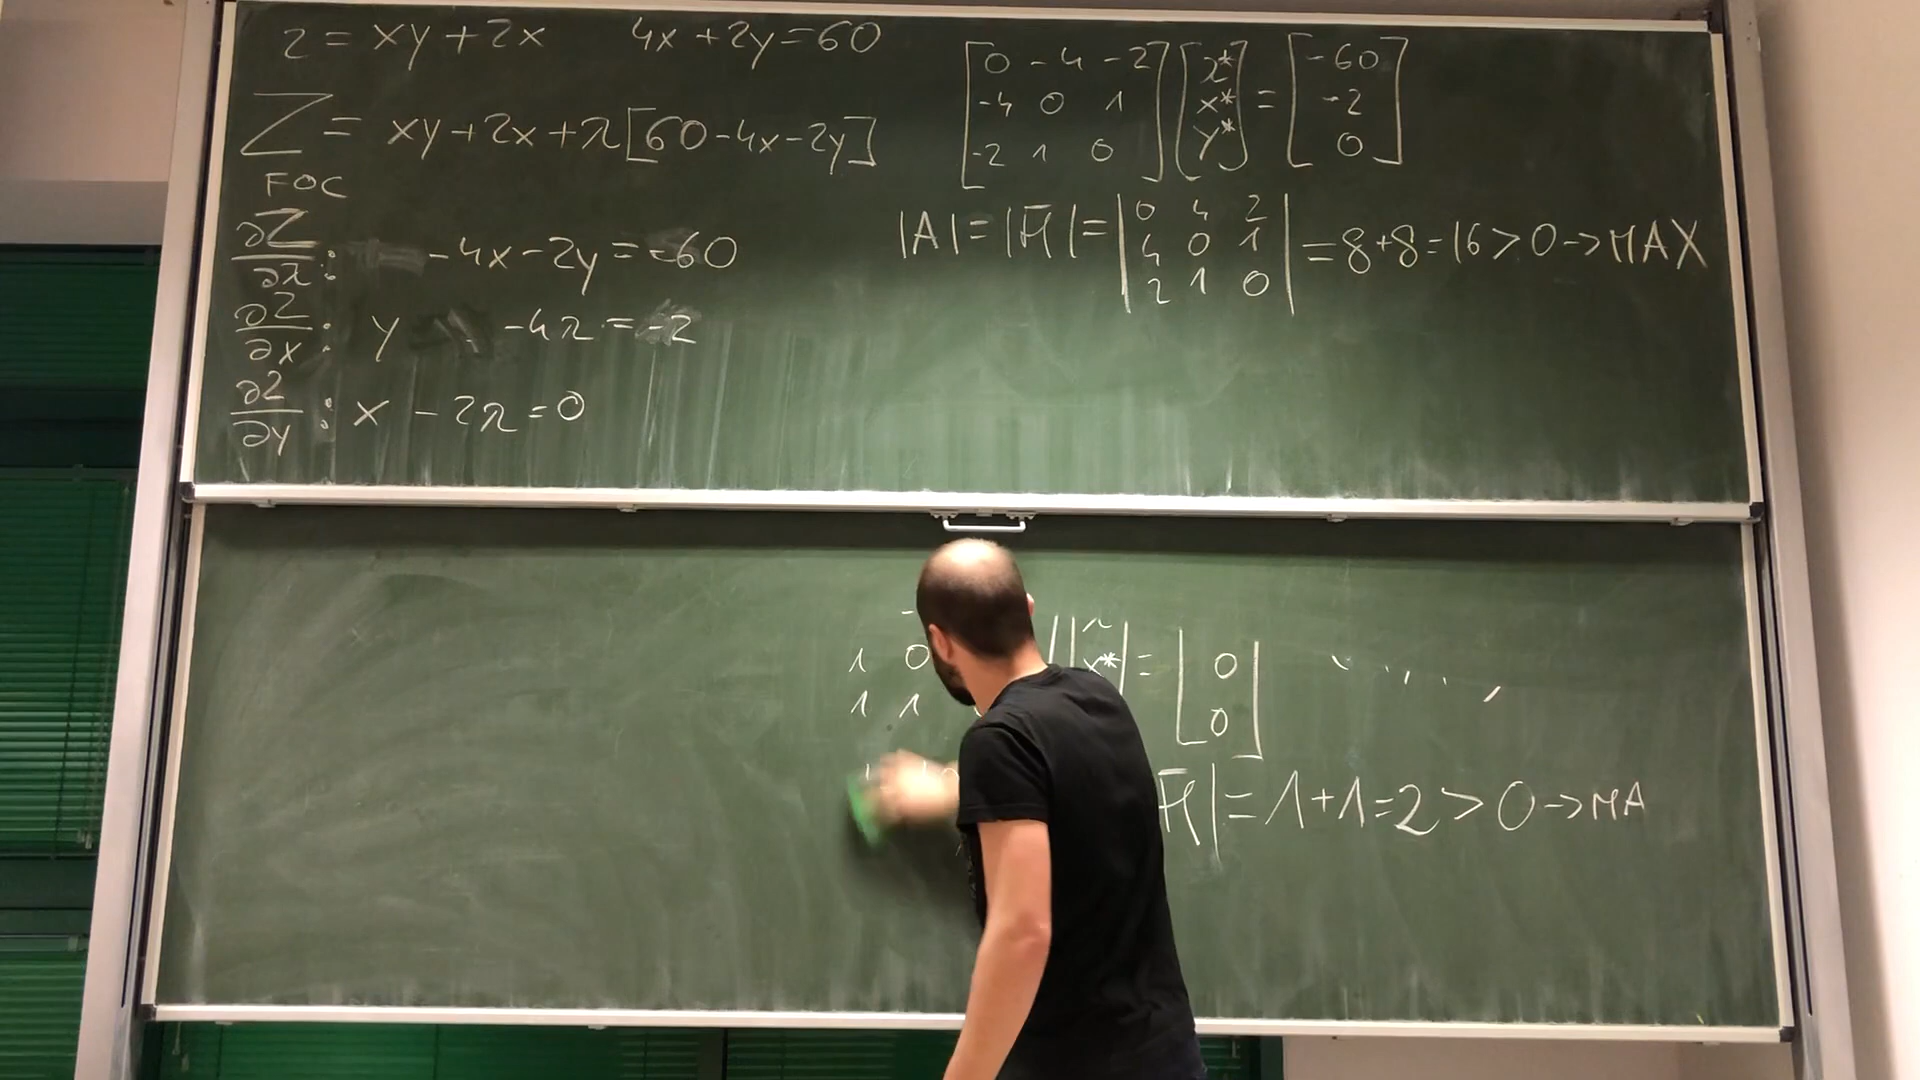 z = xy + 2x 4x + 2y = 60
Z = xy + 2x + λ[60 - 4x - 2y]
FOC
∂Z/∂λ : -4x - 2y = -60
∂Z/∂x : y -4λ = -2
∂Z/∂y : x - 2λ = 0
[0 -4 -2] [λ*] = [-60]
[-4 0 1] [x*] [-2]
[-2 1 0] [y*] [0]
|A| = |H̄| = |0 4 2| = 8 + 8 = 16 > 0 → MAX
|4 0 1|
|2 1 0|
1 0 x* = 0
1 1 0
H̄| = 1 + 1 = 2 > 0 → MA